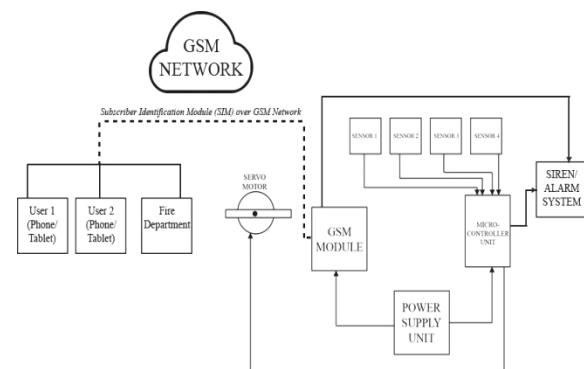 GSM
NETWORK
Subscriber Identification Module (SIM) over GSM Network
SENSOR 1
SENSOR 2
SENSOR 3
SENSOR 4
SERVO
MOTOR
SIREN/
ALARM
SYSTEM
User 1
(Phone/
Tablet)
User 2
(Phone/
Tablet)
Fire
Department
GSM
MODULE
MICRO-
CONTROLLER
UNIT
POWER
SUPPLY
UNIT